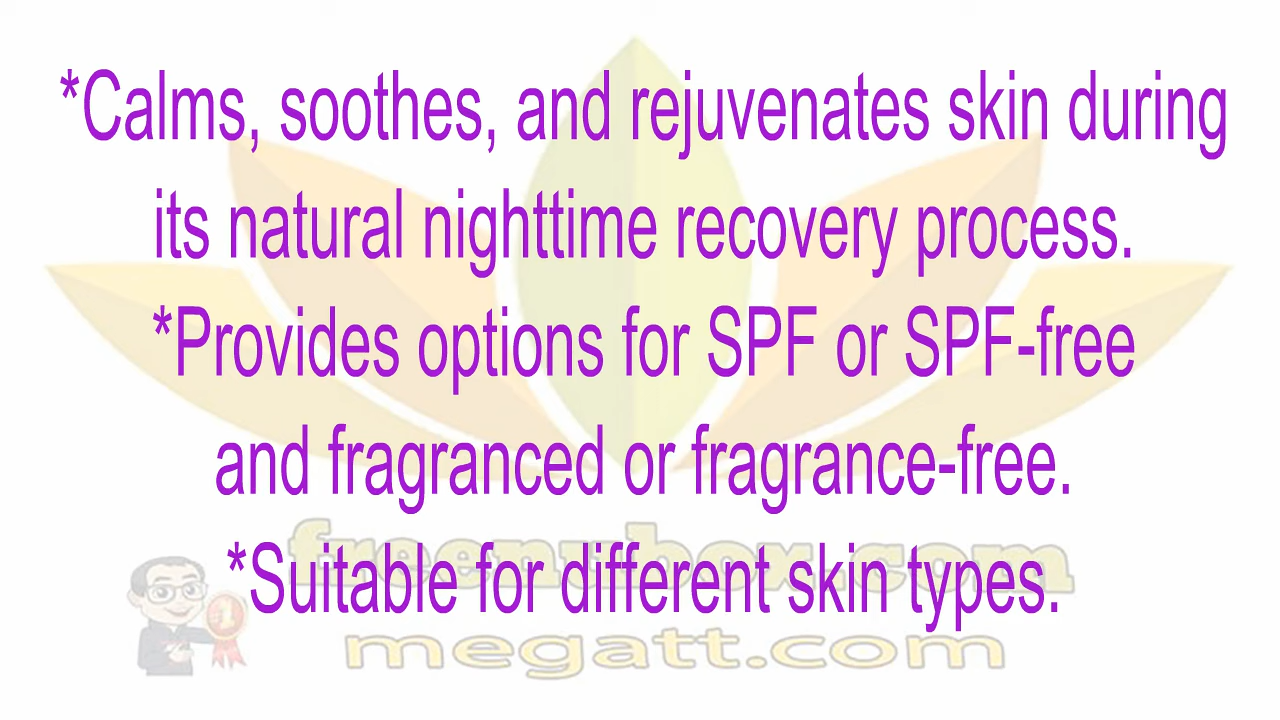 *Calms, soothes, and rejuvenates skin during
its natural nighttime recovery process.
*Provides options for SPF or SPF-free
and fragranced or fragrance-free.
*Suitable for different skin types.
1
megatt.com